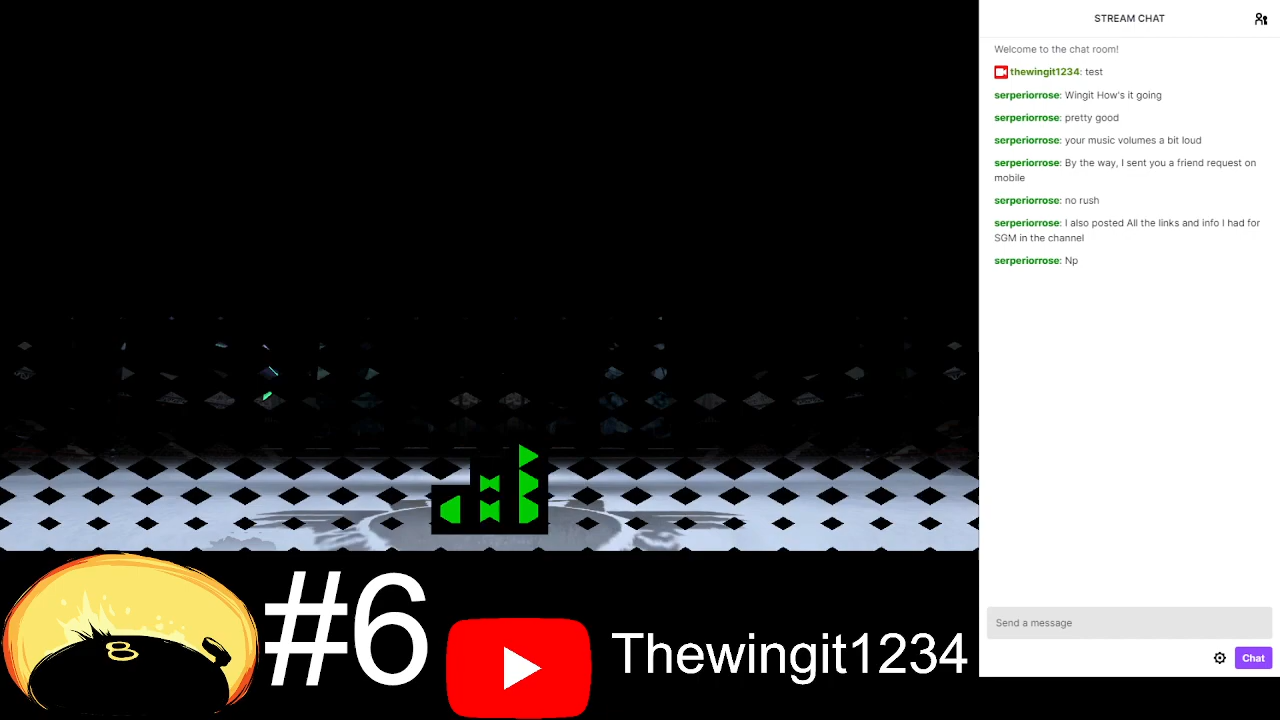 STREAM CHAT
Welcome to the chat room!
thewingit1234: test
serperiorrose: Wingit How's it going
serperiorrose: pretty good
serperiorrose: your music volumes a bit loud
serperiorrose: By the way, I sent you a friend request on
mobile
serperiorrose: no rush
serperiorrose: I also posted All the links and info I had for
SGM in the channel
serperiorrose: Np
Send a message
Chat
8
#6
Thewingit1234